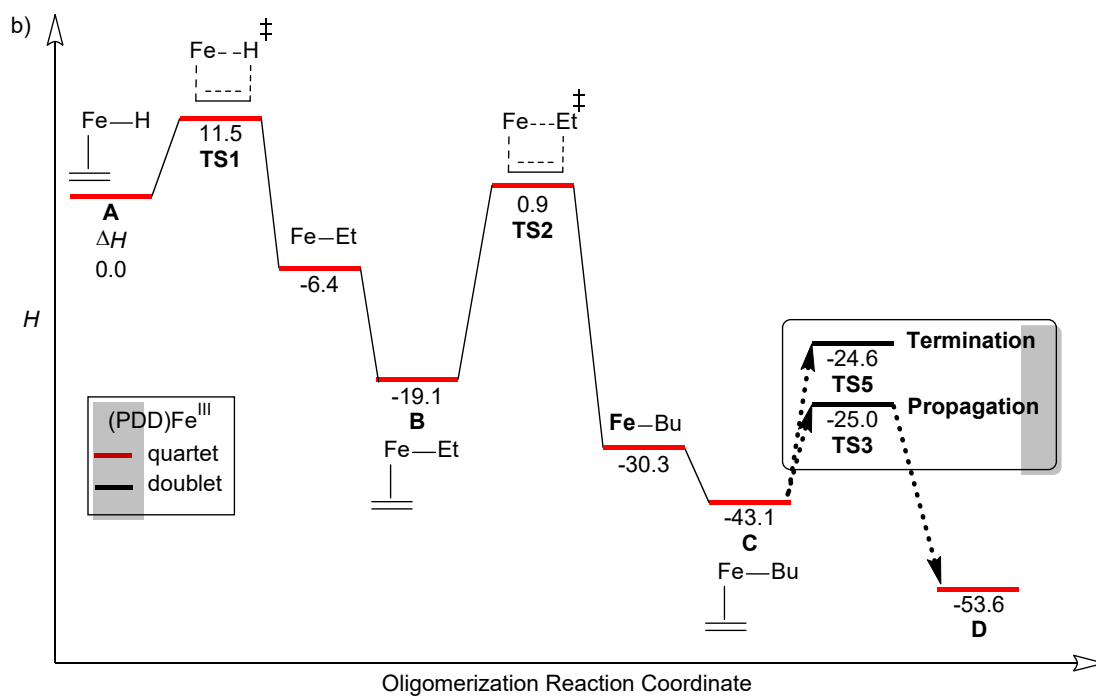 b)
Fe--H‡
Fe—H
11.5
TS1
A
ΔH
0.0
Fe—Et
-6.4
Fe---Et‡
0.9
TS2
H
-19.1
B
Fe—Et
Fe—Bu
-30.3
-43.1
C
Fe—Bu
Termination
-24.6
TS5
Propagation
-25.0
TS3
-53.6
D
(PDD)Fe^III
quartet
doublet
Oligomerization Reaction Coordinate